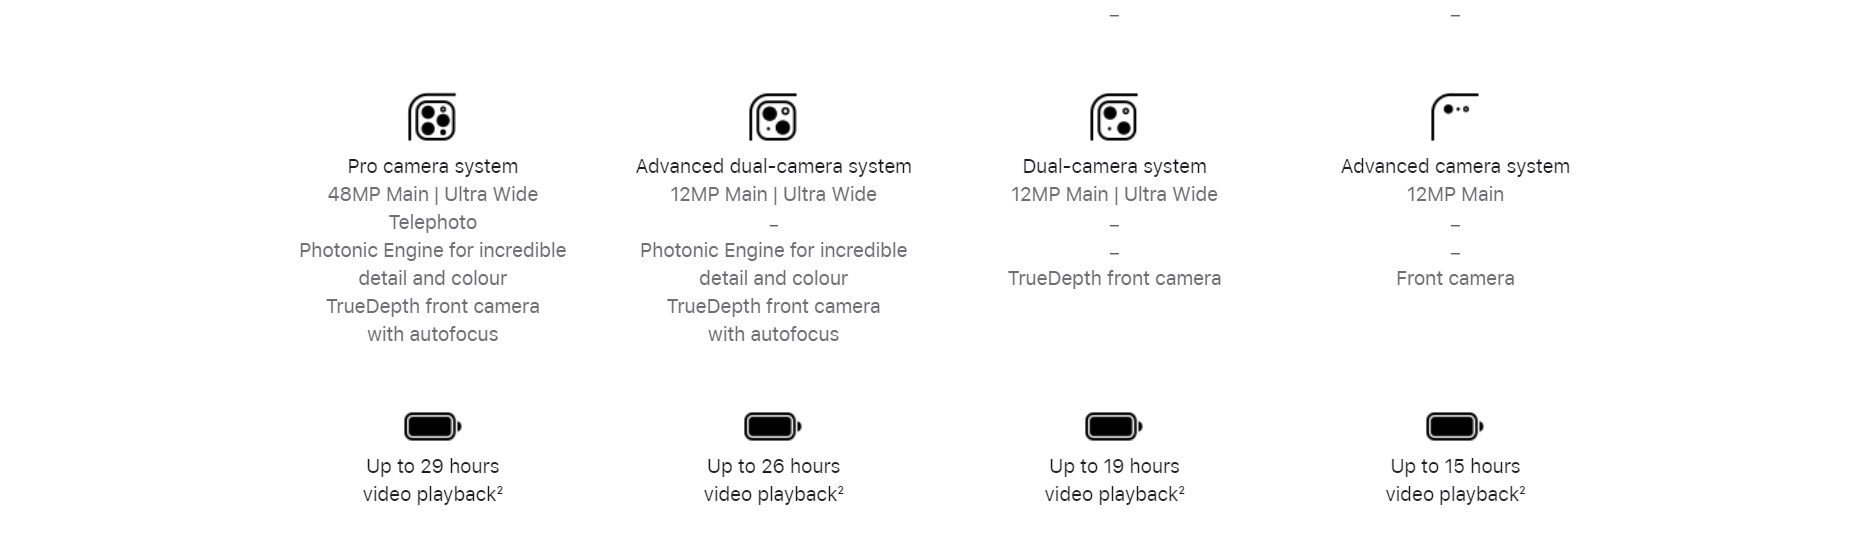 –
–
Pro camera system
48MP Main | Ultra Wide
Telephoto
Photonic Engine for incredible
detail and colour
TrueDepth front camera
with autofocus
Advanced dual-camera system
12MP Main | Ultra Wide
–
Photonic Engine for incredible
detail and colour
TrueDepth front camera
with autofocus
Dual-camera system
12MP Main | Ultra Wide
–
–
TrueDepth front camera
Advanced camera system
12MP Main
–
–
Front camera
Up to 29 hours
video playback²
Up to 26 hours
video playback²
Up to 19 hours
video playback²
Up to 15 hours
video playback²